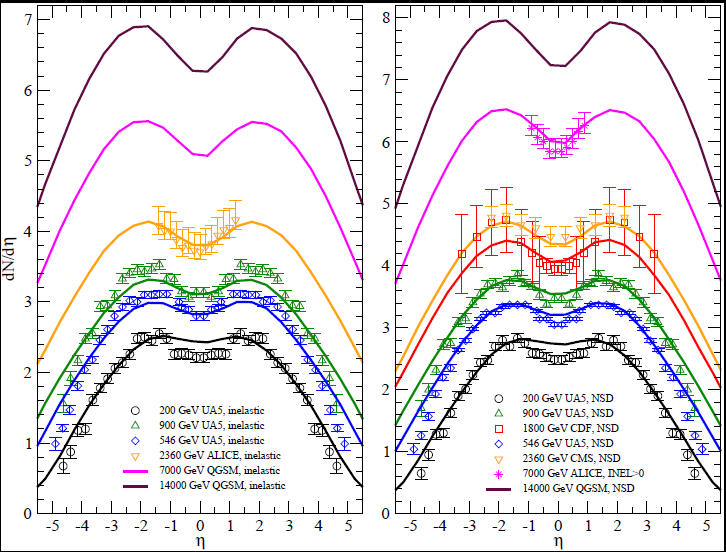 7
6
5
4
3
2
1
0
dN/dη
200 GeV UA5, inelastic
900 GeV UA5, inelastic
546 GeV UA5, inelastic
2360 GeV ALICE, inelastic
7000 GeV QGSM, inelastic
14000 GeV QGSM, inelastic
-5 -4 -3 -2 -1 0 1 2 3 4 5
η
8
7
6
5
4
3
2
1
0
200 GeV UA5, NSD
900 GeV UA5, NSD
1800 GeV CDF, NSD
546 GeV UA5, NSD
2360 GeV CMS, NSD
7000 GeV ALICE, INEL>0
14000 GeV QGSM, NSD
-5 -4 -3 -2 -1 0 1 2 3 4 5
η